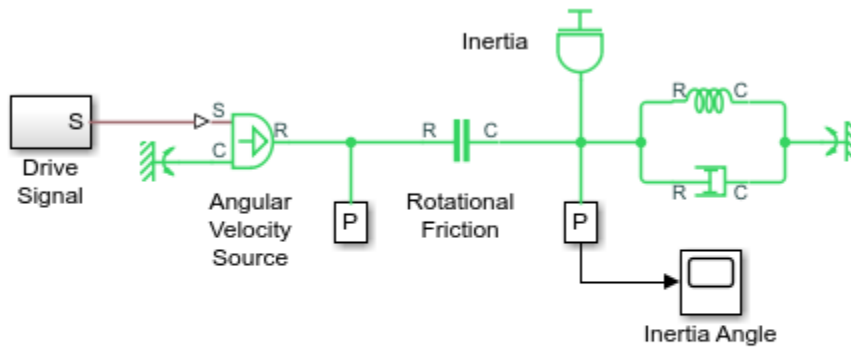 Inertia
S
Drive
Signal
S
C
R
Angular
Velocity
Source
P
R
C
Rotational
Friction
P
R
C
R
C
Inertia Angle